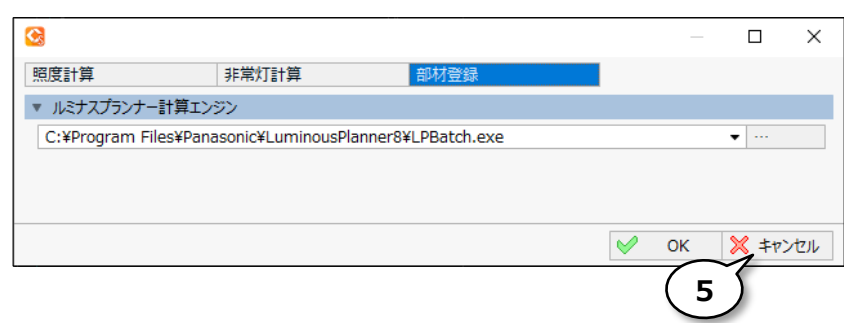 照度計算
非常灯計算
部材登録
▼ ルミナスプランナー計算エンジン
C:¥Program Files¥Panasonic¥LuminousPlanner8¥LPBatch.exe
...
OK
キャンセル
5